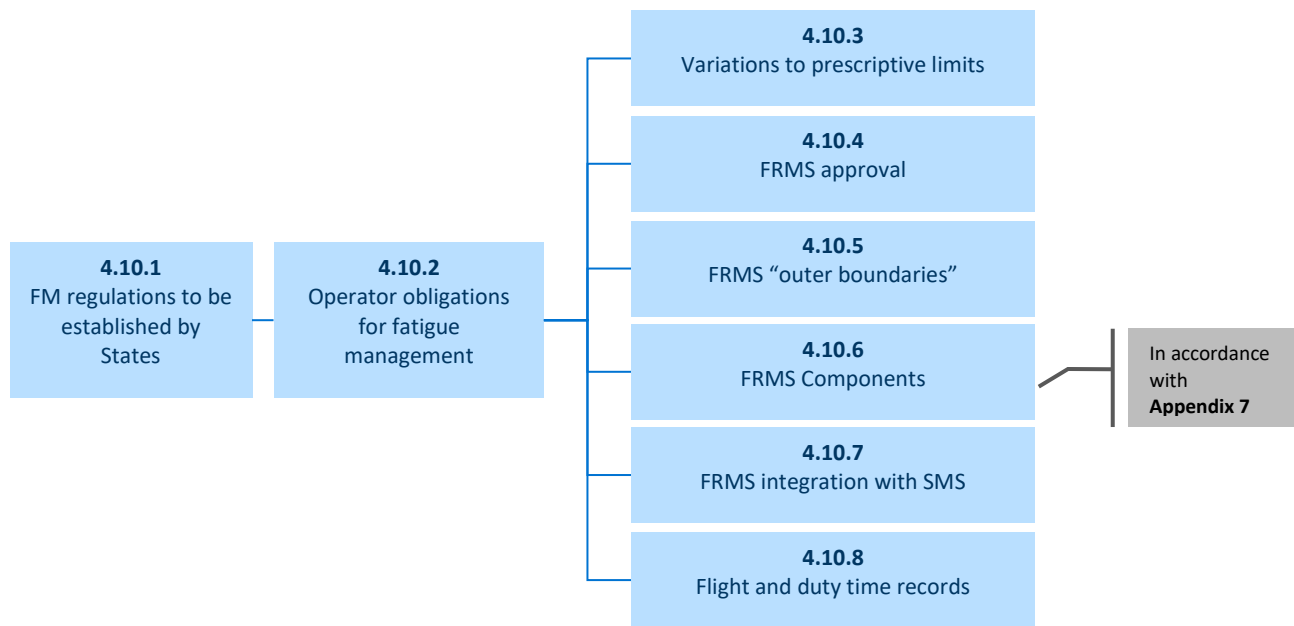 4.10.3
Variations to prescriptive limits
4.10.4
FRMS approval
4.10.5
FRMS “outer boundaries”
4.10.1
FM regulations to be
established by
States
4.10.2
Operator obligations
for fatigue
management
4.10.6
FRMS Components
In accordance
with
Appendix 7
4.10.7
FRMS integration with SMS
4.10.8
Flight and duty time records